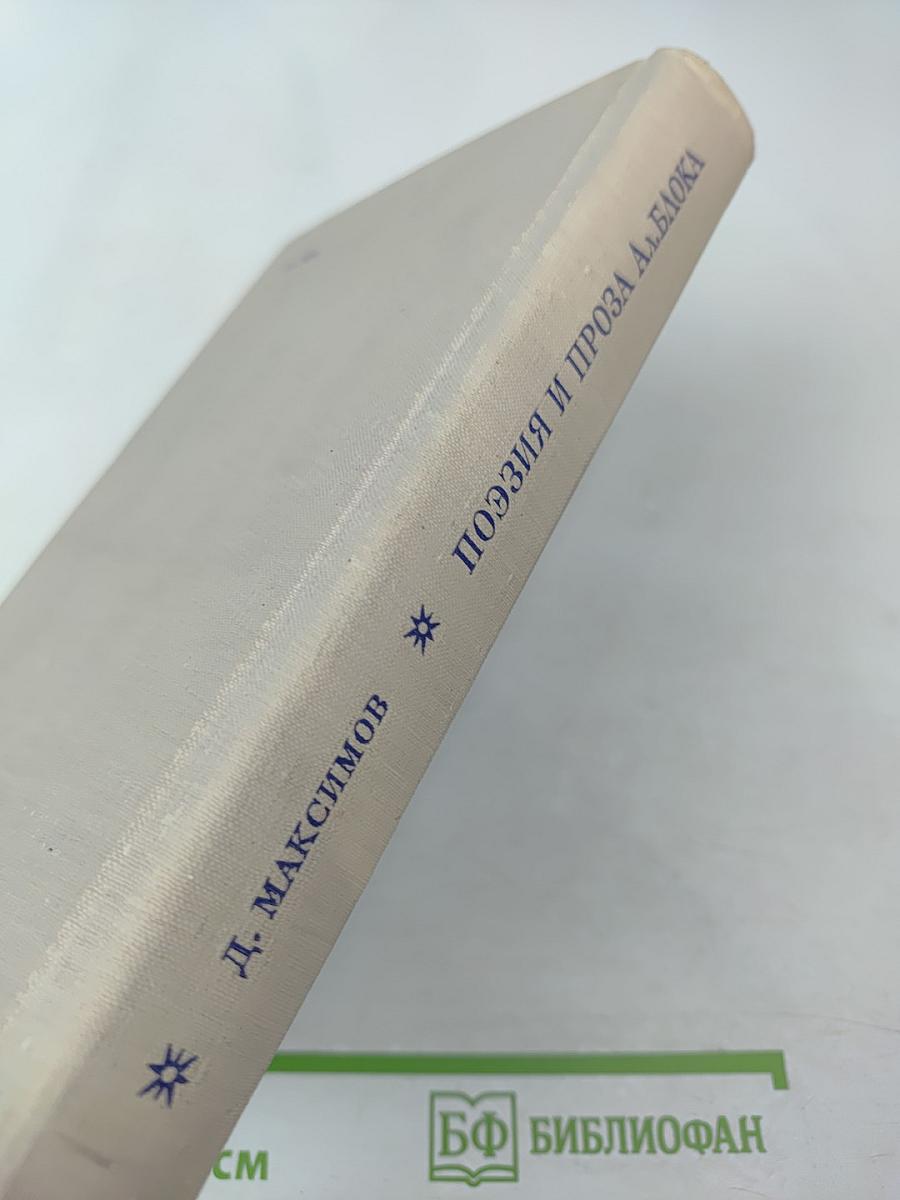 Д. МАКСИМОВ
ПОЭЗИЯ И ПРОЗА Ал.БЛОКА
СМ
БФ БИБЛИОФАН